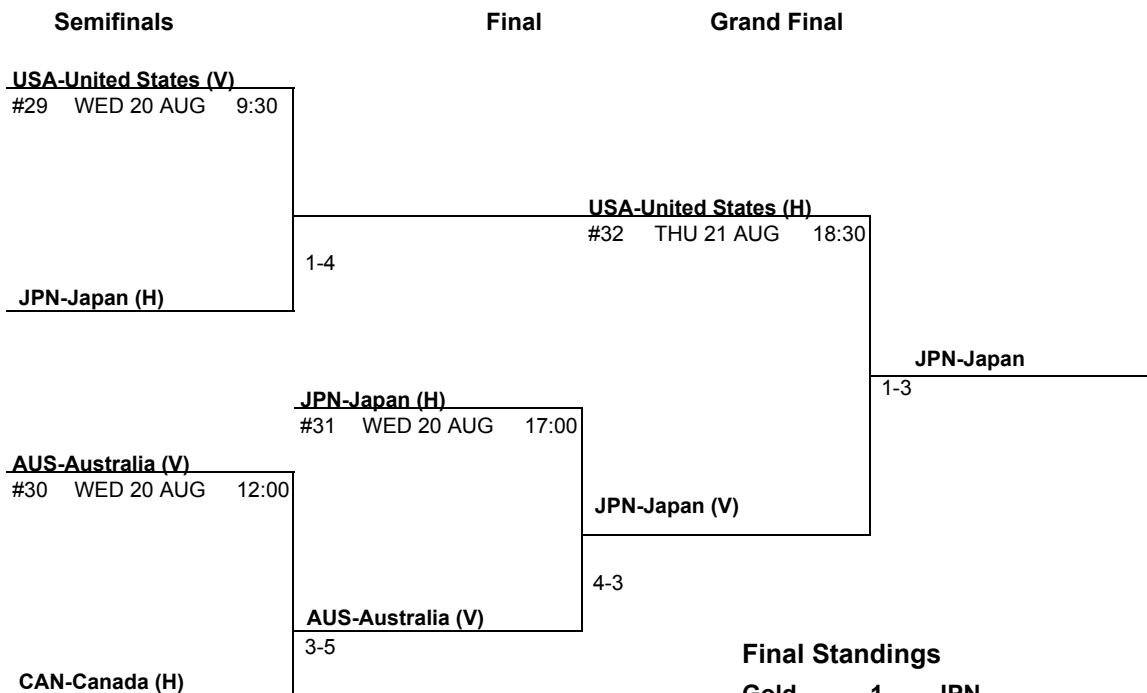 Semifinals Final Grand Final
USA-United States (V)
#29 WED 20 AUG 9:30
USA-United States (H)
#32 THU 21 AUG 18:30
1-4
JPN-Japan (H)
JPN-Japan
1-3
JPN-Japan (H)
#31 WED 20 AUG 17:00
AUS-Australia (V)
#30 WED 20 AUG 12:00
JPN-Japan (V)
4-3
AUS-Australia (V)
3-5
Final Standings
CAN-Canada (H)
Gold 1 JPN